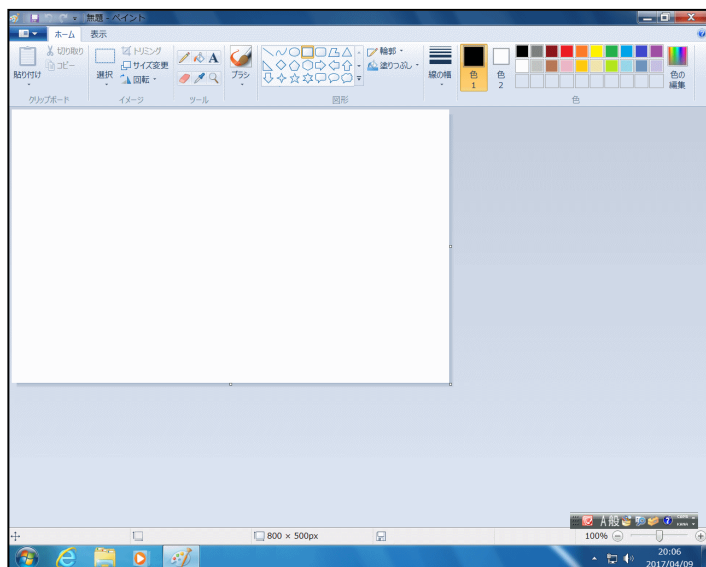 無題 - ペイント
ホーム 表示
切り取り
コピー
貼り付け
クリップボード
トリミング
サイズ変更
回転
選択
イメージ
A
ツール
ブラシ
輪郭
塗りつぶし
図形
線の幅
色
1
色
2
色の
編集
色
A 般
800 × 500px
100%
20:06
2017/04/09